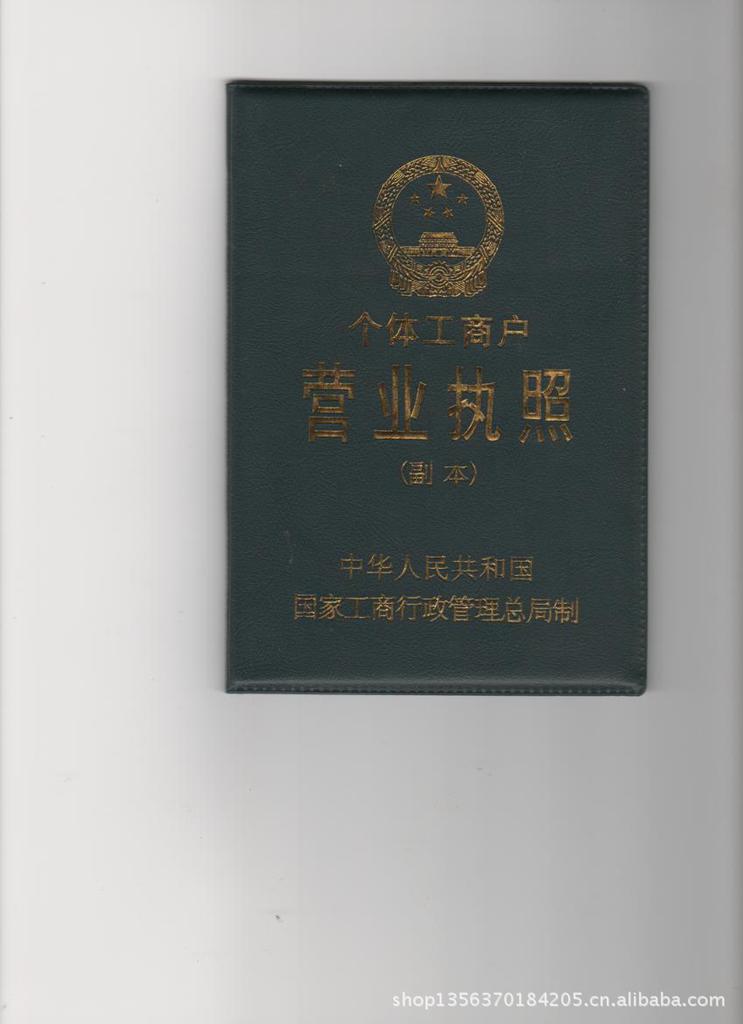 个体工商户
营业执照
(副本)
中华人民共和国
国家工商行政管理总局制
shop1356370184205.cn.alibaba.com